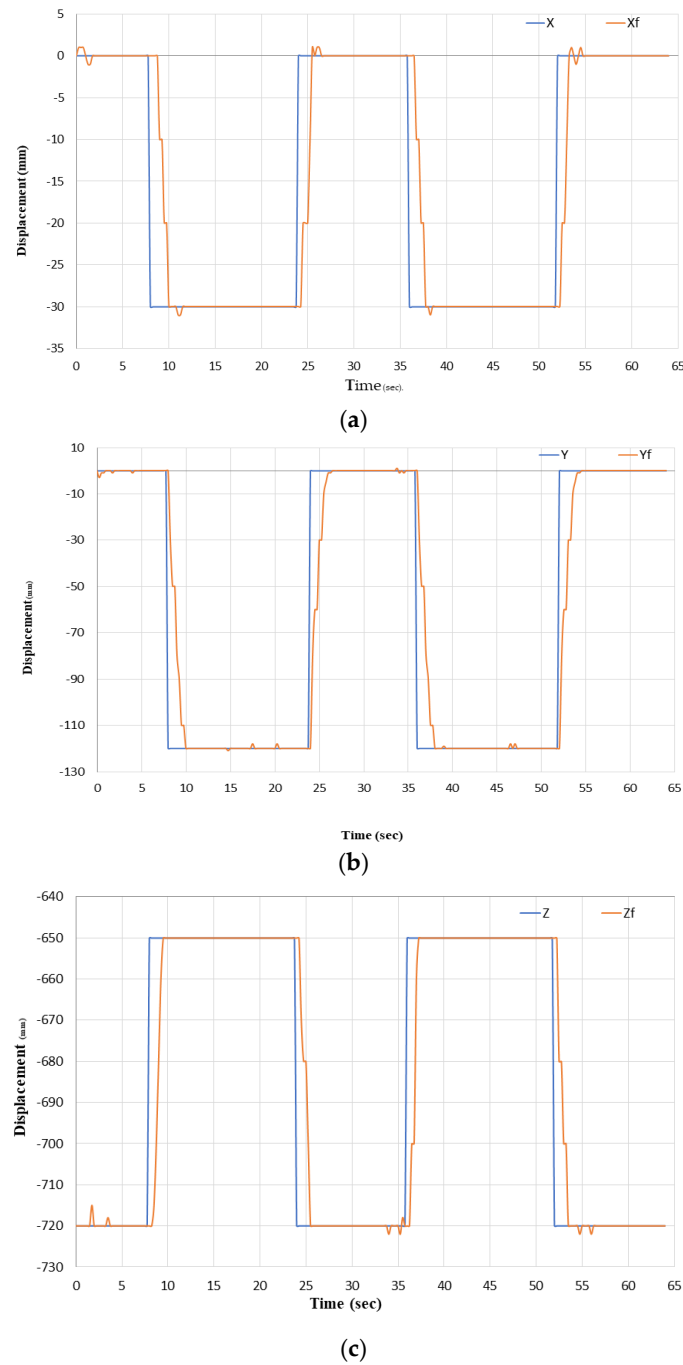 5
X Xf
0
-5
-10
-15
-20
-25
-30
-35
Displacement (mm)
0 5 10 15 20 25 30 35 40 45 50 55 60 65
Time (sec).
(a)
10
Y Yf
-10
-30
-50
-70
-90
-110
-130
Displacement (mm)
0 5 10 15 20 25 30 35 40 45 50 55 60 65
Time (sec)
(b)
-640
Z Zf
-650
-660
-670
-680
-690
-700
-710
-720
-730
Displacement (mm)
0 5 10 15 20 25 30 35 40 45 50 55 60 65
Time (sec)
(c)